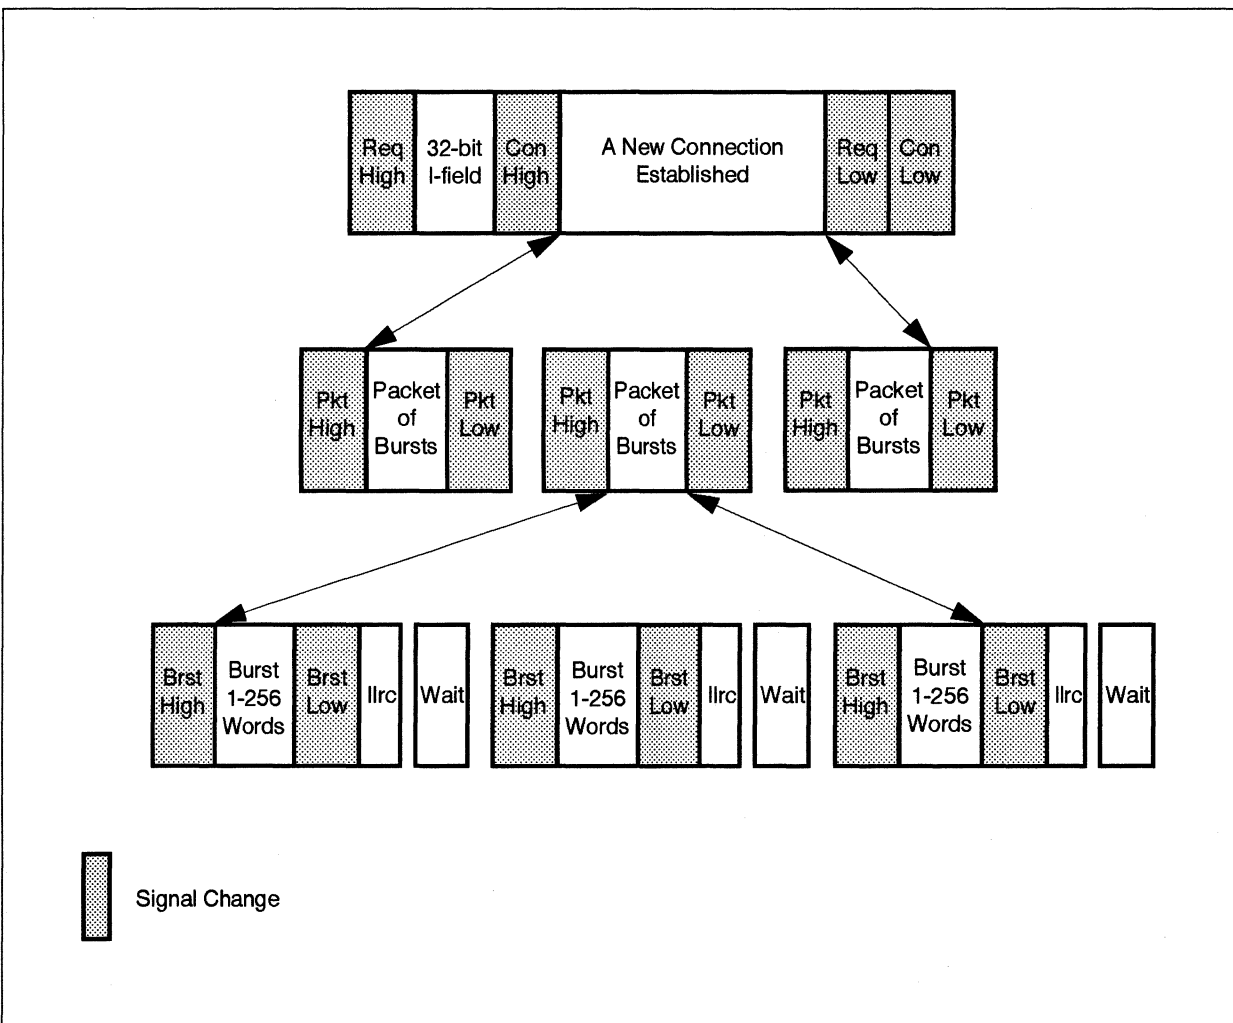 Req
High
32-bit
I-field
Con
High
A New Connection
Established
Req
Low
Con
Low
Pkt
High
Packet
of
Bursts
Pkt
Low
Pkt
High
Packet
of
Bursts
Pkt
Low
Pkt
High
Packet
of
Bursts
Pkt
Low
Brst
High
Burst
1-256
Words
Brst
Low
llrc
Wait
Brst
High
Burst
1-256
Words
Brst
Low
llrc
Wait
Brst
High
Burst
1-256
Words
Brst
Low
llrc
Wait
Signal Change